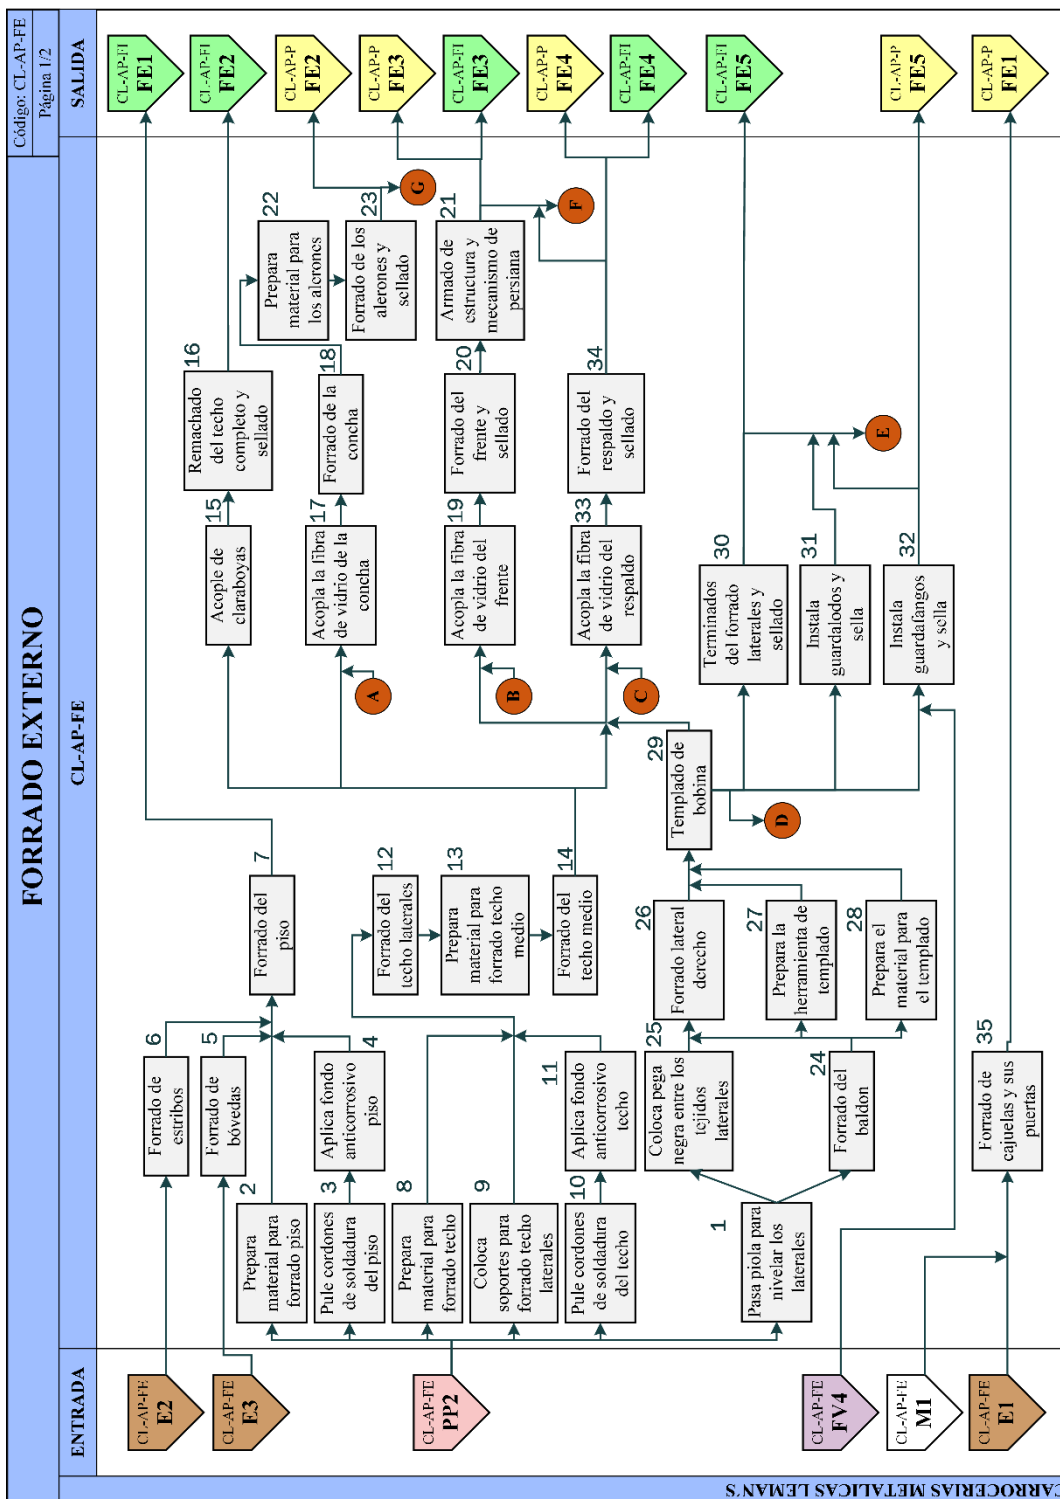 FORRADO EXTERNO
Código: CL-AP-FE
Página 1/2
ENTRADA
CL-AP-FE
SALIDA
CARROCERIAS METALICAS LEMAN'S
CL-AP-FE
E2
CL-AP-FE
E3
CL-AP-FE
PP2
CL-AP-FE
FV4
CL-AP-FE
M1
CL-AP-FE
E1
6
Forrado de
estribos
5
Forrado de
bóvedas
2
Prepara
material para
forrado piso
3
Pule cordones
de soldadura
del piso
4
Aplica fondo
anticorrosivo
piso
7
Forrado del
piso
8
Prepara
material para
forrado techo
9
Coloca
soportes para
forrado techo
laterales
10
Pule cordones
de soldadura
del techo
11
Aplica fondo
anticorrosivo
techo
12
Forrado del
techo laterales
13
Prepara
material para
forrado techo
medio
14
Forrado del
techo medio
1
Pasa piola para
nivelar los
laterales
25
Coloca pega
negra entre los
tejidos
laterales
24
Forrado del
baldon
26
Forrado lateral
derecho
27
Prepara la
herramienta de
templado
28
Prepara el
material para
el templado
29
Templado de
bobina
35
Forrado de
cajuelas y sus
puertas
15
Acople de
claraboyas
16
Remachado
del techo
completo y
sellado
17
Acopla la fibra
de vidrio de la
concha
18
Forrado de la
concha
22
Prepara
material para
los alerones
23
Forrado de los
alerones y
sellado
19
Acopla la fibra
de vidrio del
frente
20
Forrado del
frente y
sellado
21
Armado de
estructura y
mecanismo de
persiana
33
Acopla la fibra
de vidrio del
respaldo
34
Forrado del
respaldo y
sellado
30
Terminados
del forrado
laterales y
sellado
31
Instala
guardalodos y
sella
32
Instala
guardafangos
y sella
A
B
C
D
E
F
G
CL-AP-FI
FE1
CL-AP-FI
FE2
CL-AP-P
FE2
CL-AP-P
FE3
CL-AP-FI
FE3
CL-AP-P
FE4
CL-AP-FI
FE4
CL-AP-FI
FE5
CL-AP-P
FE5
CL-AP-P
FE1